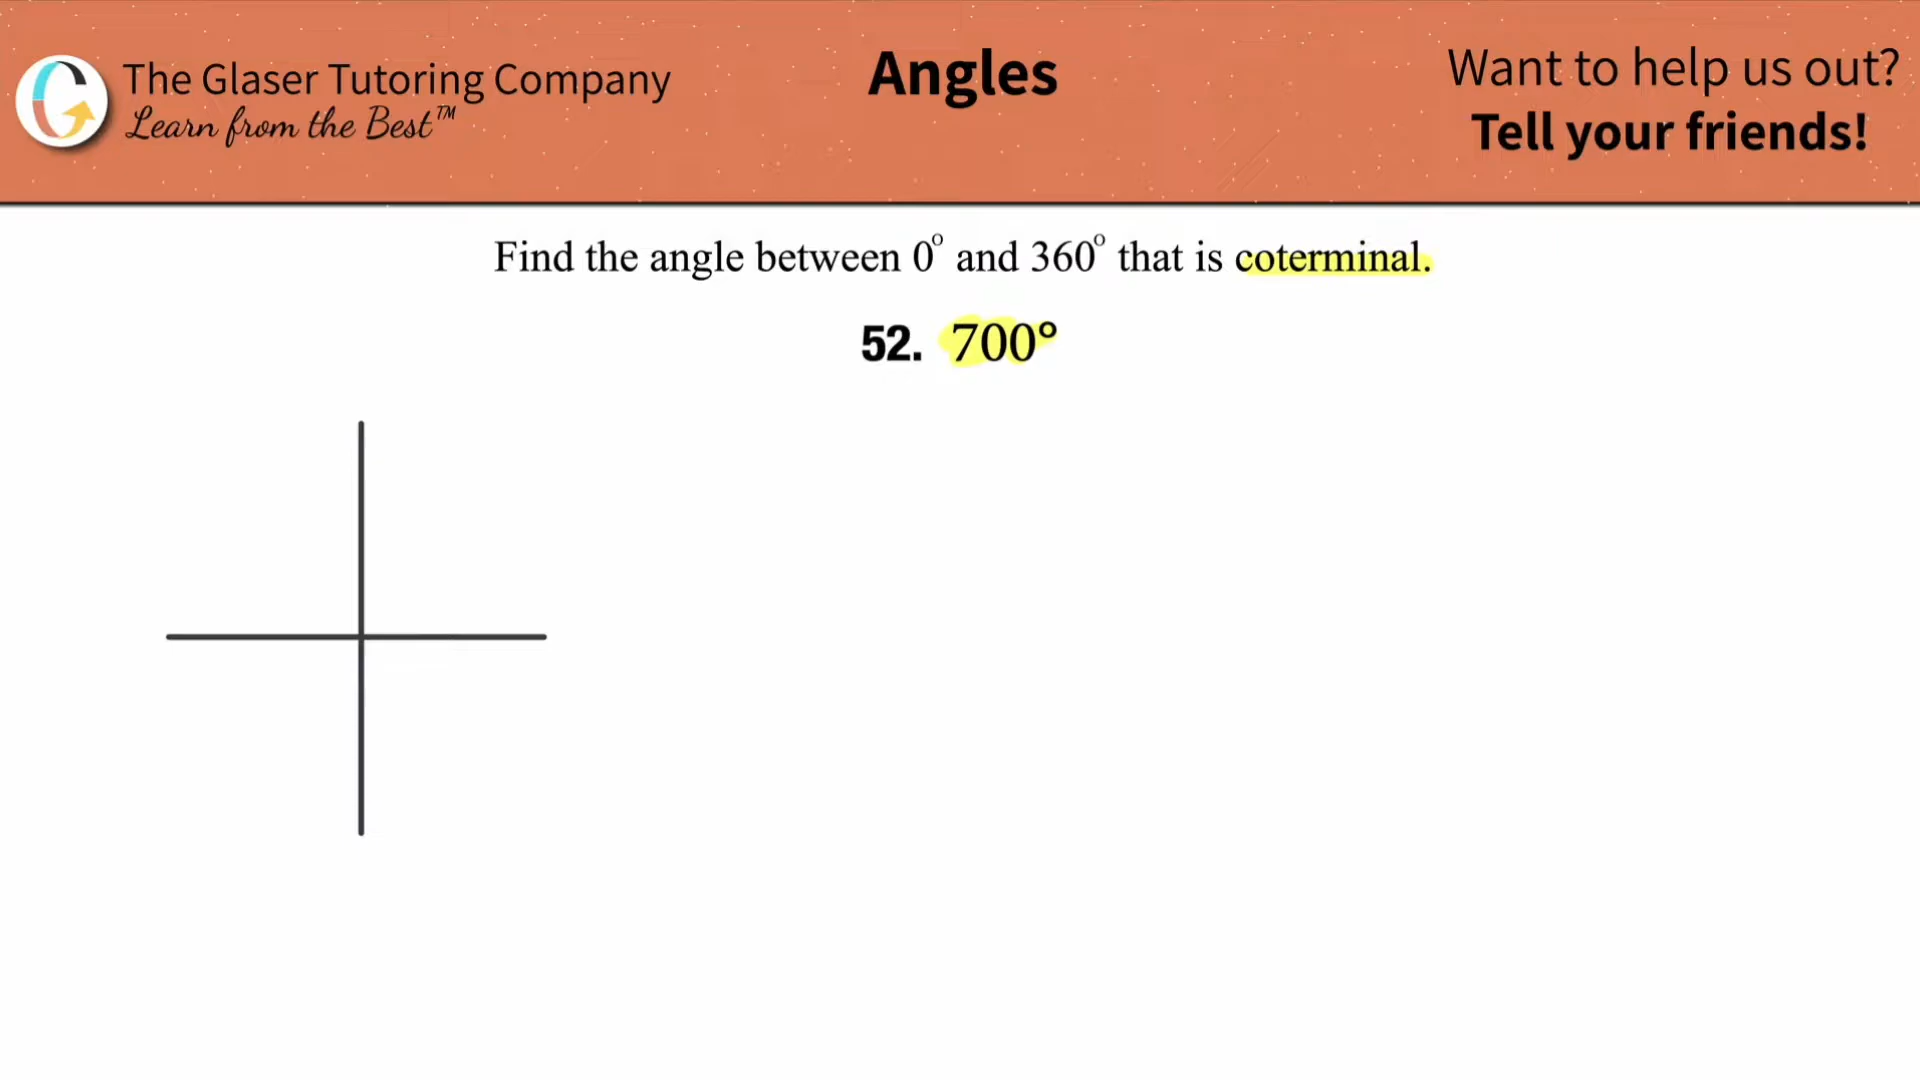 The Glaser Tutoring Company
Learn from the Best™
Angles
Want to help us out?
Tell your friends!
Find the angle between 0° and 360° that is coterminal.
52. 700°